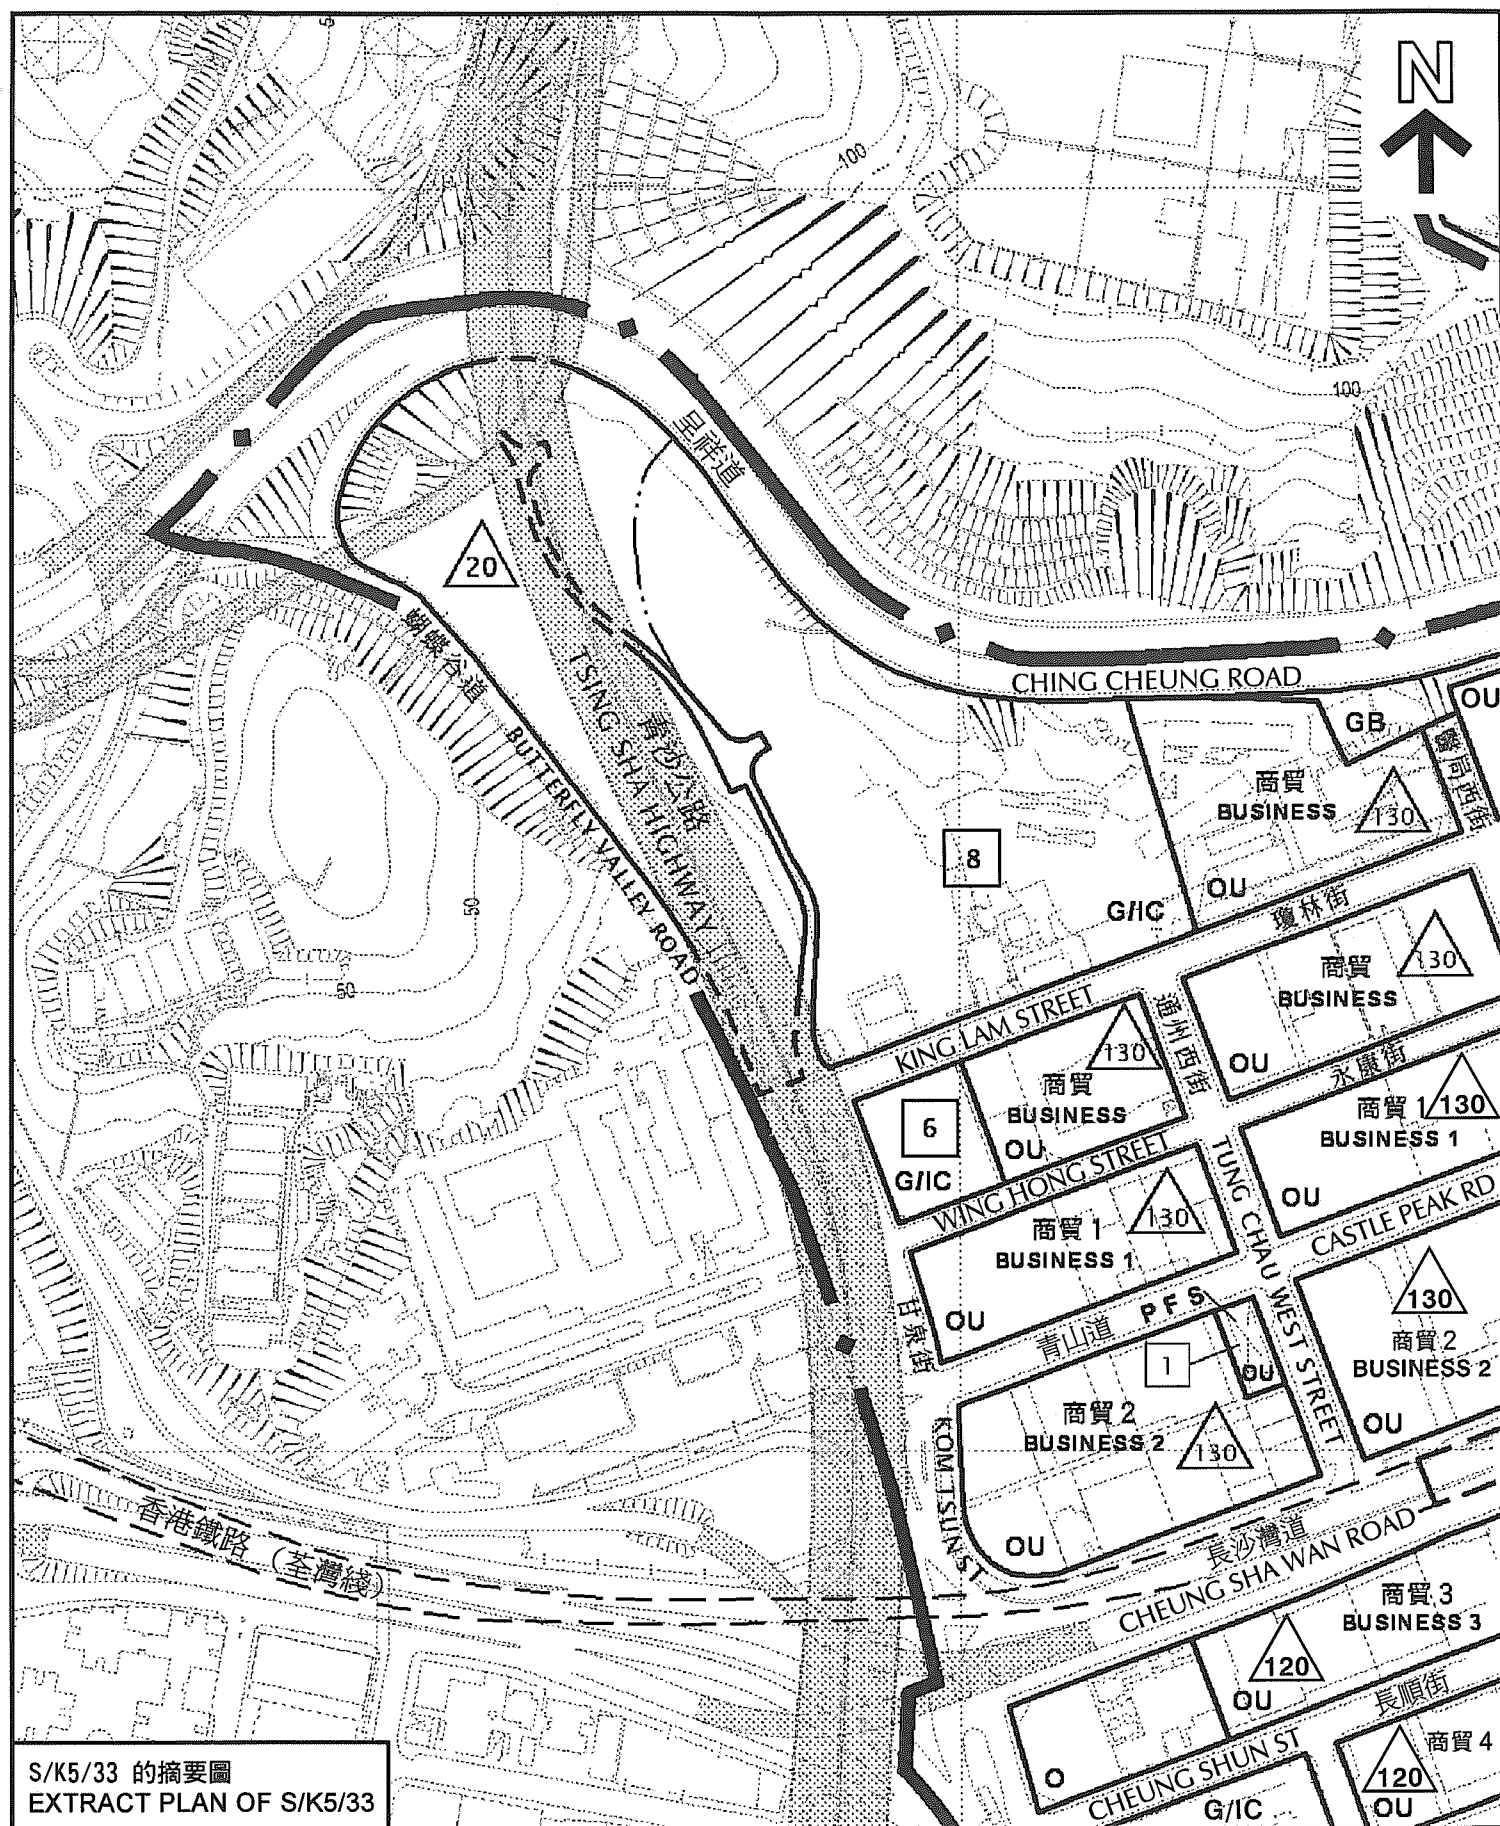 N
100
100
呈祥道
20
蝴蝶谷道
BUTTERFLY VALLEY ROAD
TSING SHA HIGHWAY
青沙公路
CHING CHEUNG ROAD
GB
OU
商貿
BUSINESS
130
醫局西街
8
OU
G/IC
瓊林街
50
50
商貿
BUSINESS
130
OU
KING LAM STREET
通州西街
永康街
130
商貿
BUSINESS
OU
6
G/IC
商貿 1
BUSINESS 1
130
OU
WING HONG STREET
TUNG CHAU WEST STREET
CASTLE PEAK RD
商貿 1
BUSINESS 1
130
OU
甘泉街
青山道
P F S
1
OU
130
商貿 2
BUSINESS 2
OU
商貿 2
BUSINESS 2
130
OU
KOM TSUN ST
香港鐵路 (荃灣綫)
長沙灣道
CHEUNG SHA WAN ROAD
商貿 3
BUSINESS 3
120
OU
長順街
CHEUNG SHUN ST
O
G/IC
商貿 4
120
OU
S/K5/33 的摘要圖
EXTRACT PLAN OF S/K5/33